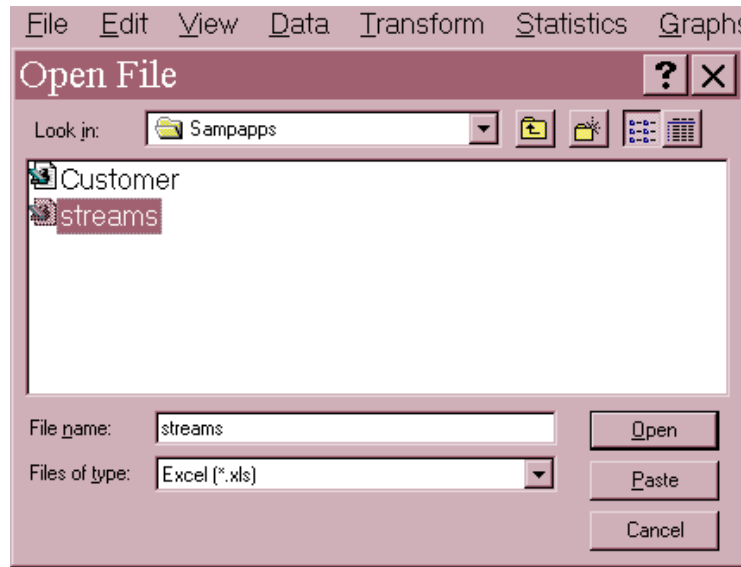 File Edit View Data Transform Statistics Graphs
Open File ?
Look in: Sampapps
Customer
streams
File name: streams Open
Files of type: Excel (*.xls) Paste
Cancel